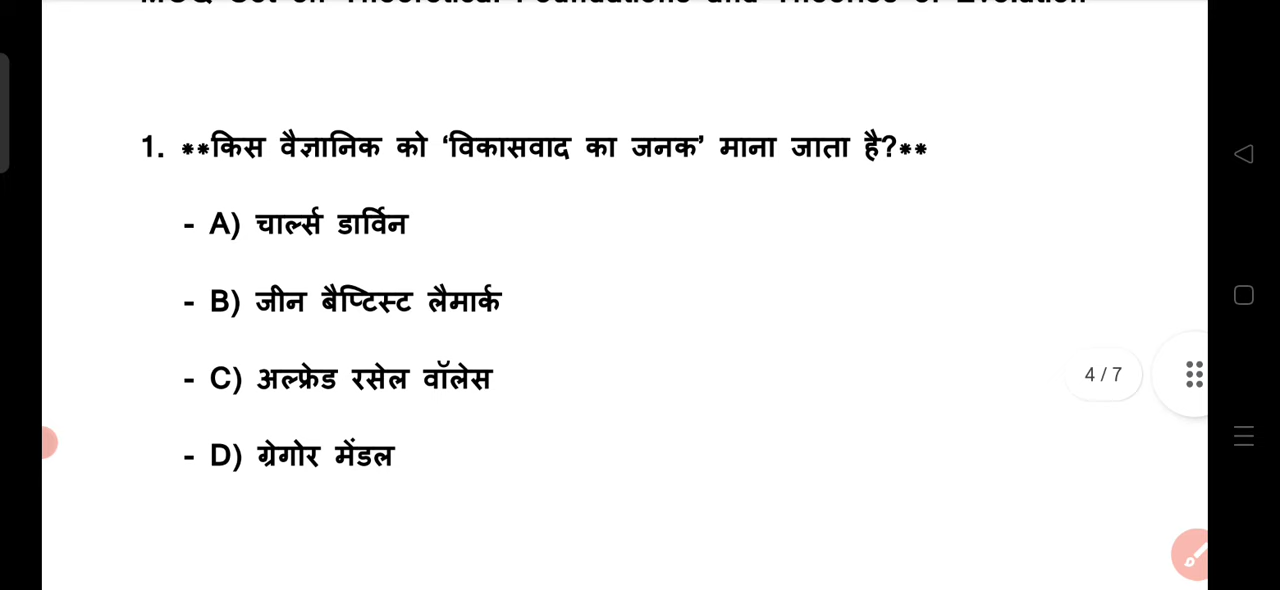 1. **किस वैज्ञानिक को ‘विकासवाद का जनक’ माना जाता है?**
- A) चार्ल्स डार्विन
- B) जीन बैप्टिस्ट लैमार्क
- C) अल्फ्रेड रसेल वॉलेस
4 / 7
- D) ग्रेगोर मेंडल